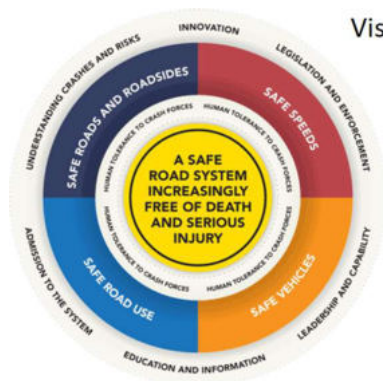 Vis
INNOVATION
LEGISLATION AND ENFORCEMENT
LEADERSHIP AND CAPABILITY
EDUCATION AND INFORMATION
ADMISSION TO THE SYSTEM
UNDERSTANDING CRASHES AND RISKS
SAFE ROADS AND ROADSIDES
SAFE SPEEDS
SAFE VEHICLES
SAFE ROAD USE
HUMAN TOLERANCE TO CRASH FORCES
HUMAN TOLERANCE TO CRASH FORCES
HUMAN TOLERANCE TO CRASH FORCES
HUMAN TOLERANCE TO CRASH FORCES
A SAFE
ROAD SYSTEM
INCREASINGLY
FREE OF DEATH
AND SERIOUS
INJURY